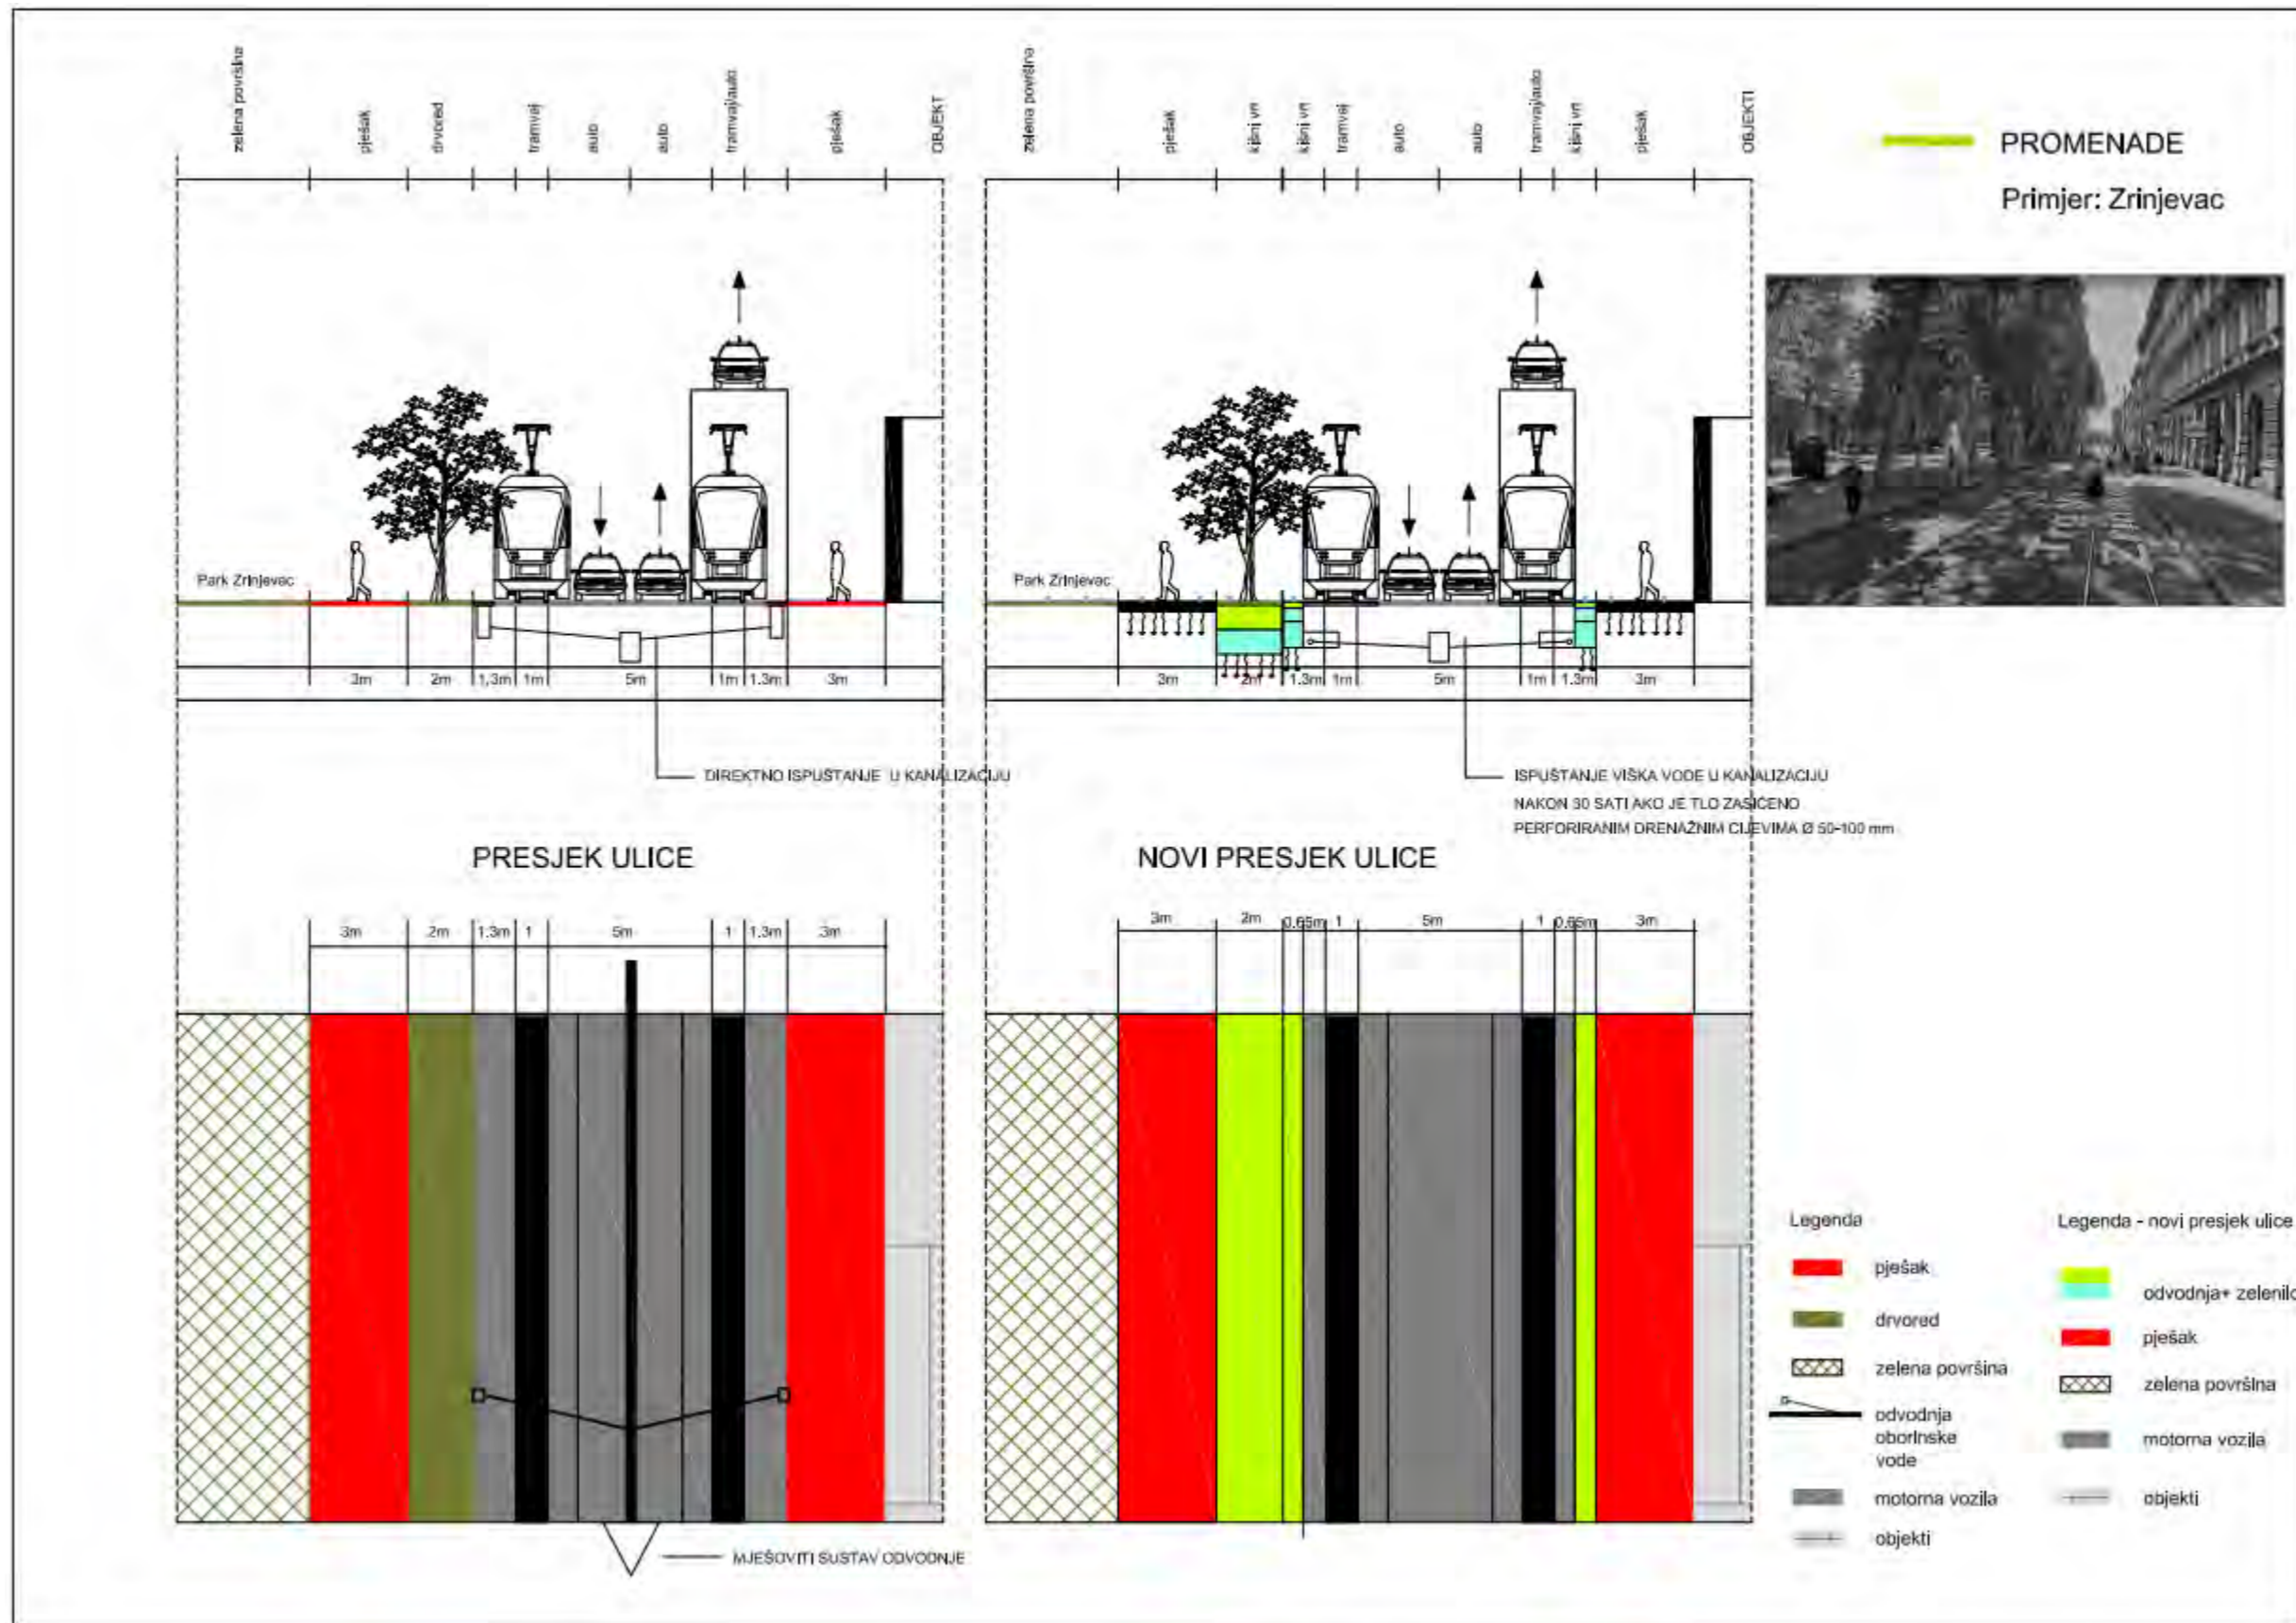 zelena površina
pješak
drvored
tramvaj
auto
auto
tramvaj/auto
pješak
OBJEKT
Park Zrinjevac
3m
2m
1,3m
1m
5m
1m
1.3m
3m
DIREKTNO ISPUŠTANJE U KANALIZACIJU
PRESJEK ULICE
3m
2m
1.3m
1
5m
1
1.3m
3m
MJEŠOVITI SUSTAV ODVODNJE
zelena površina
pješak
kjšnj vrt
kjšnj vrt
tramvaj
auto
auto
tramvaj/auto
kjšnj vrt
pješak
OBJEKTI
Park Zrinjevac
3m
2m
1.3m
1m
5m
1m
1.3m
3m
ISPUŠTANJE VIŠKA VODE U KANALIZACIJU
NAKON 30 SATI AKO JE TLO ZASIĆENO
PERFORIRANIM DRENAŽNIM CIJEVIMA Ø 50-100 mm
NOVI PRESJEK ULICE
3m
2m
0.65m
1
5m
1
0.65m
3m
PROMENADE
Primjer: Zrinjevac
Legenda
pješak
drvored
zelena površina
odvodnja
oborinske
vode
motorna vozila
objekti
Legenda - novi presjek ulice
odvodnja+ zelenilo
pješak
zelena površina
motorna vozila
objekti